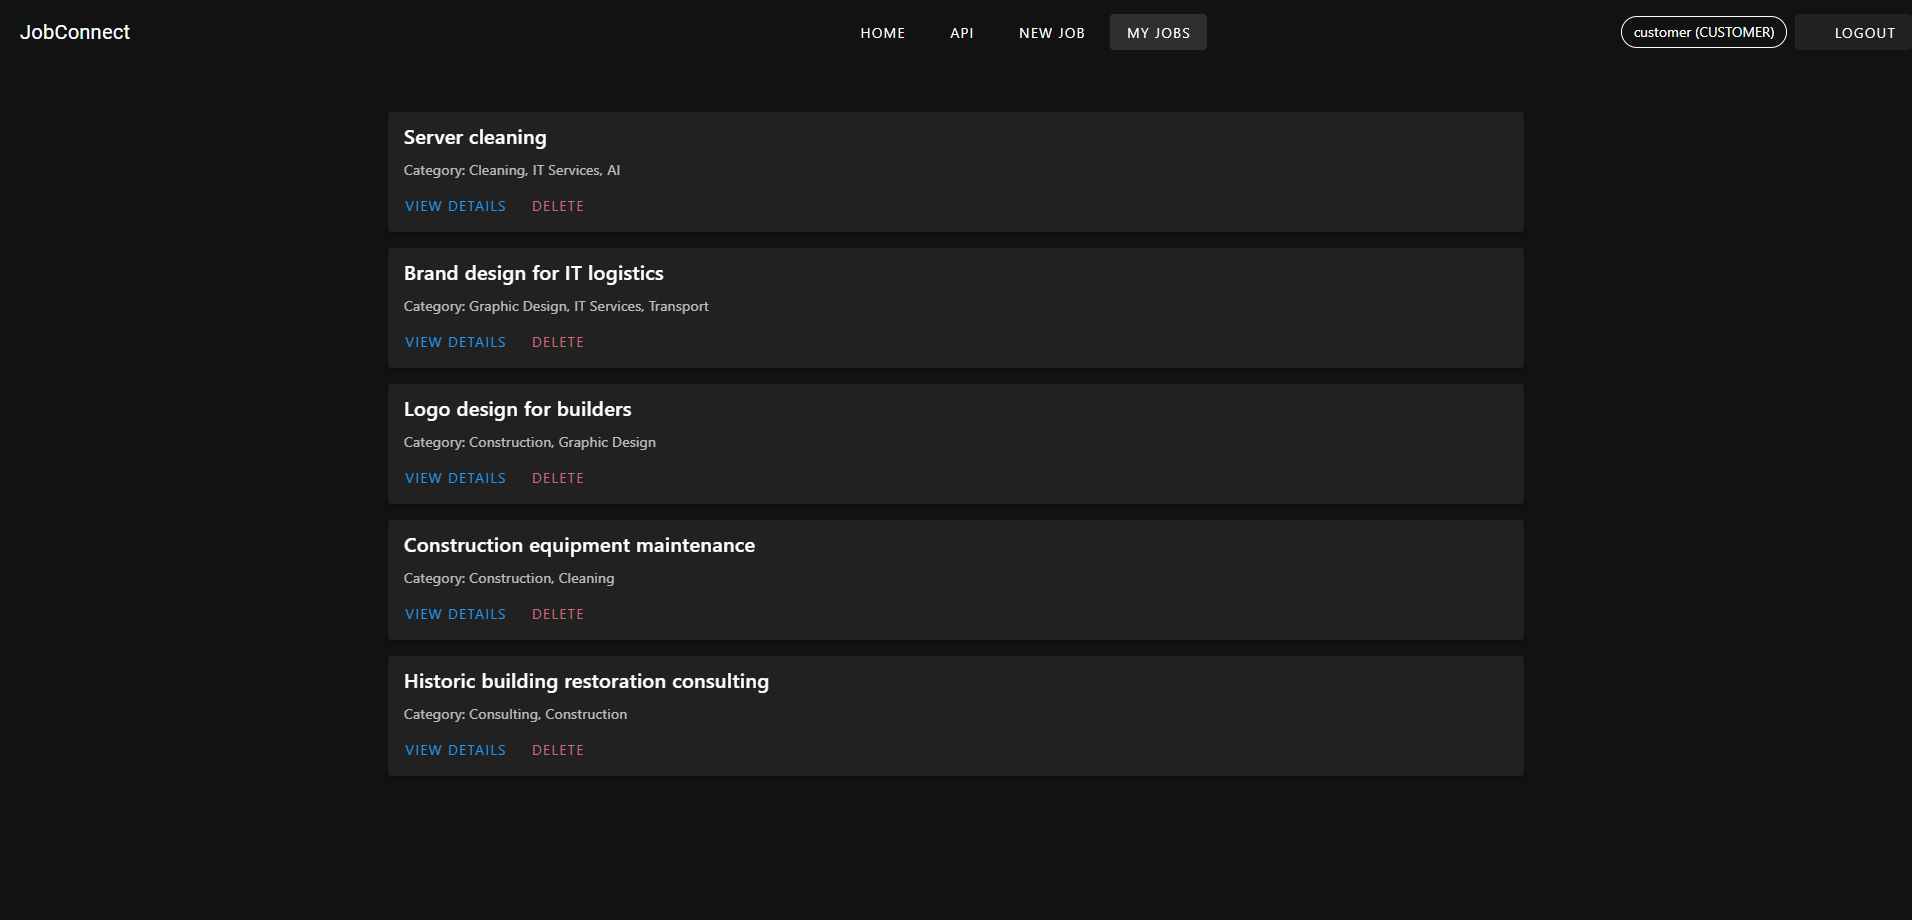 JobConnect
HOME API NEW JOB MY JOBS
customer (CUSTOMER) LOGOUT
Server cleaning
Category: Cleaning, IT Services, AI
VIEW DETAILS DELETE
Brand design for IT logistics
Category: Graphic Design, IT Services, Transport
VIEW DETAILS DELETE
Logo design for builders
Category: Construction, Graphic Design
VIEW DETAILS DELETE
Construction equipment maintenance
Category: Construction, Cleaning
VIEW DETAILS DELETE
Historic building restoration consulting
Category: Consulting, Construction
VIEW DETAILS DELETE